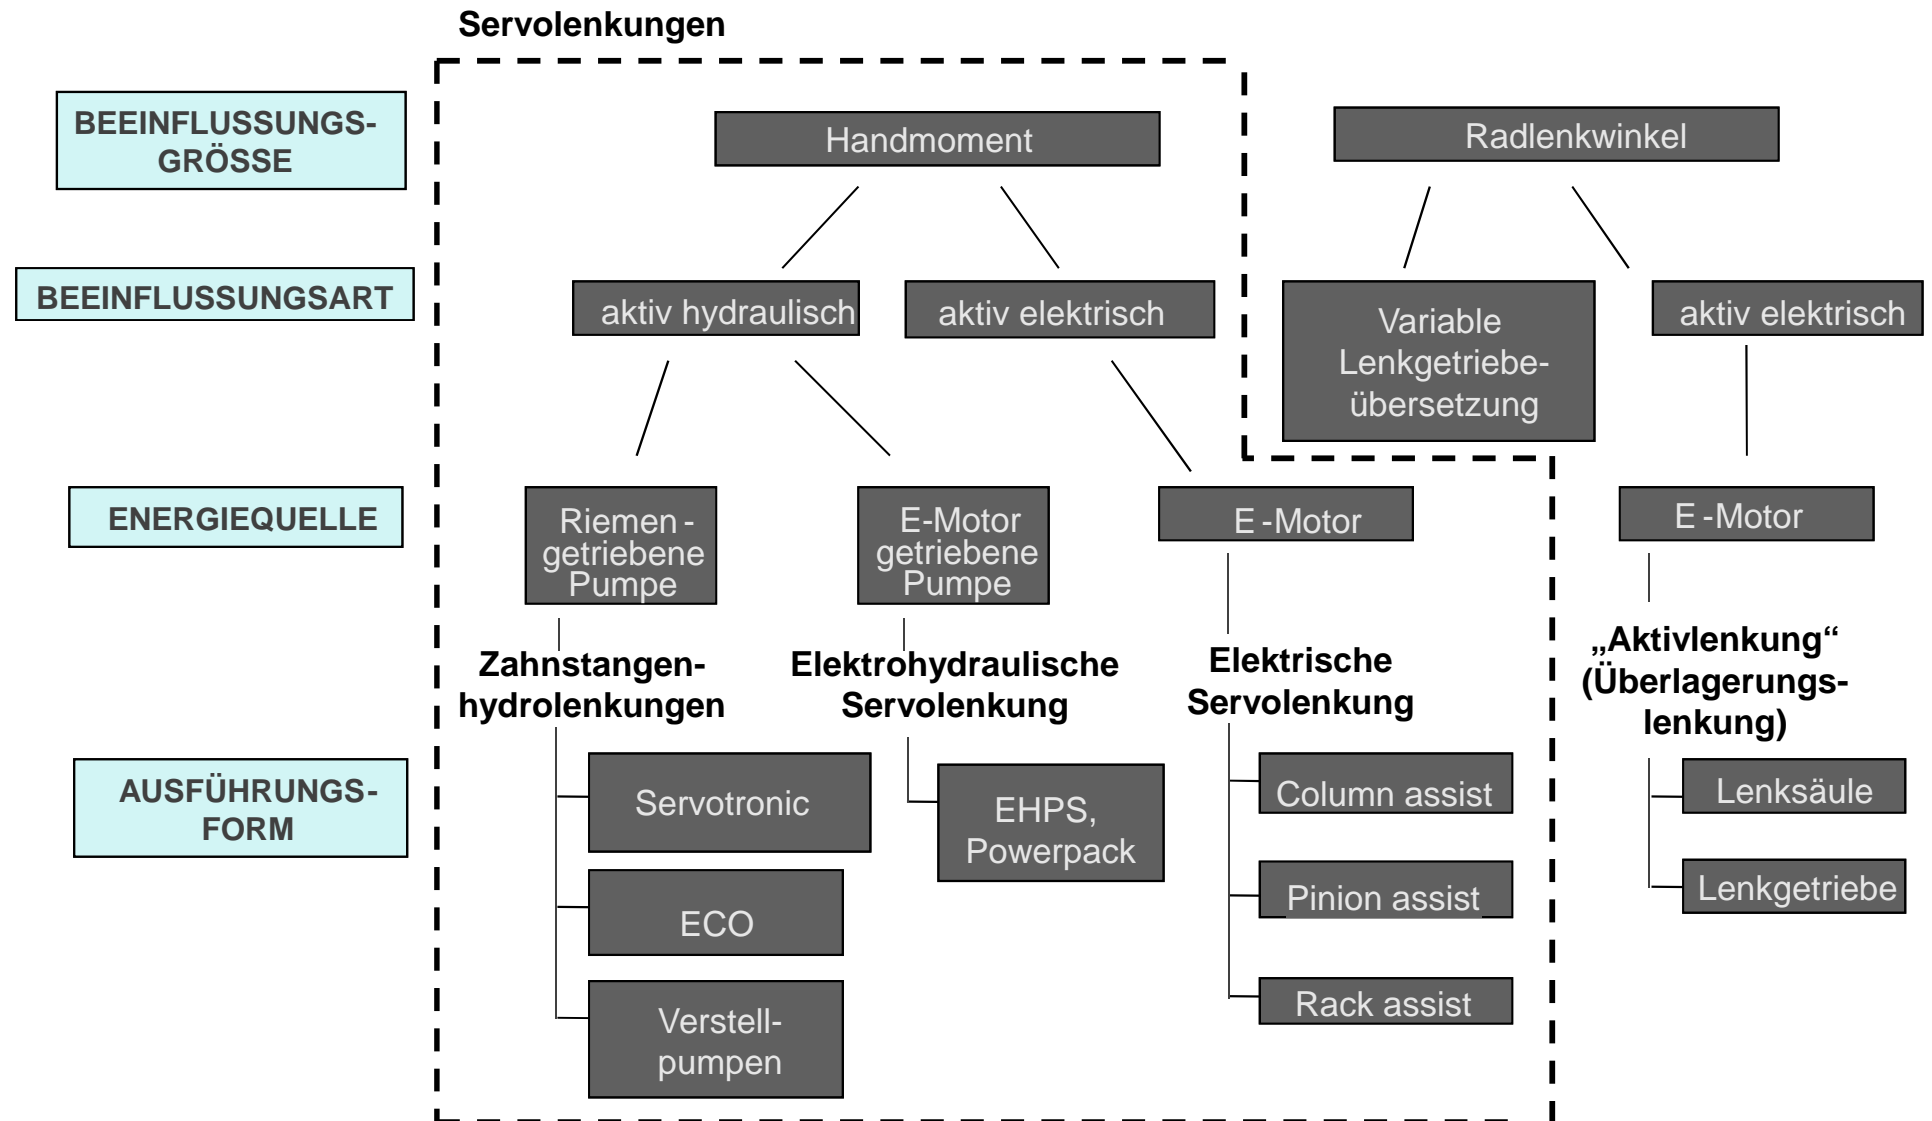 Servolenkungen
BEEINFLUSSUNGS-
GRÖSSE
Handmoment
Radlenkwinkel
BEEINFLUSSUNGSART
aktiv hydraulisch
aktiv elektrisch
Variable
Lenkgetriebe-
übersetzung
aktiv elektrisch
ENERGIEQUELLE
Riemen-
getriebene
Pumpe
E-Motor
getriebene
Pumpe
E-Motor
E-Motor
Zahnstangen-
hydrolenkungen
Elektrohydraulische
Servolenkung
Elektrische
Servolenkung
„Aktivlenkung“
(Überlagerungs-
lenkung)
AUSFÜHRUNGS-
FORM
Servotronic
ECO
Verstell-
pumpen
EHPS,
Powerpack
Column assist
Pinion assist
Rack assist
Lenksäule
Lenkgetriebe